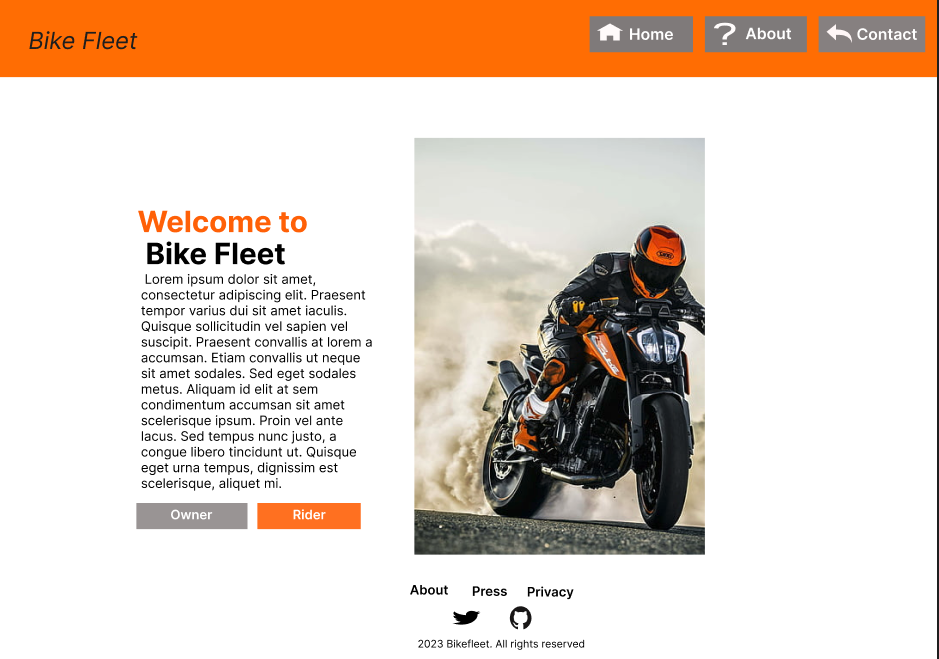 Bike Fleet
Home
About
Contact
Welcome to
Bike Fleet
Lorem ipsum dolor sit amet,
consectetur adipiscing elit. Praesent
tempor varius dui sit amet iaculis.
Quisque sollicitudin vel sapien vel
suscipit. Praesent convallis at lorem a
accumsan. Etiam convallis ut neque
sit amet sodales. Sed eget sodales
metus. Aliquam id elit at sem
condimentum accumsan sit amet
scelerisque ipsum. Proin vel ante
lacus. Sed tempus nunc justo, a
congue libero tincidunt ut. Quisque
eget urna tempus, dignissim est
scelerisque, aliquet mi.
Owner
Rider
About
Press
Privacy
2023 Bikefleet. All rights reserved